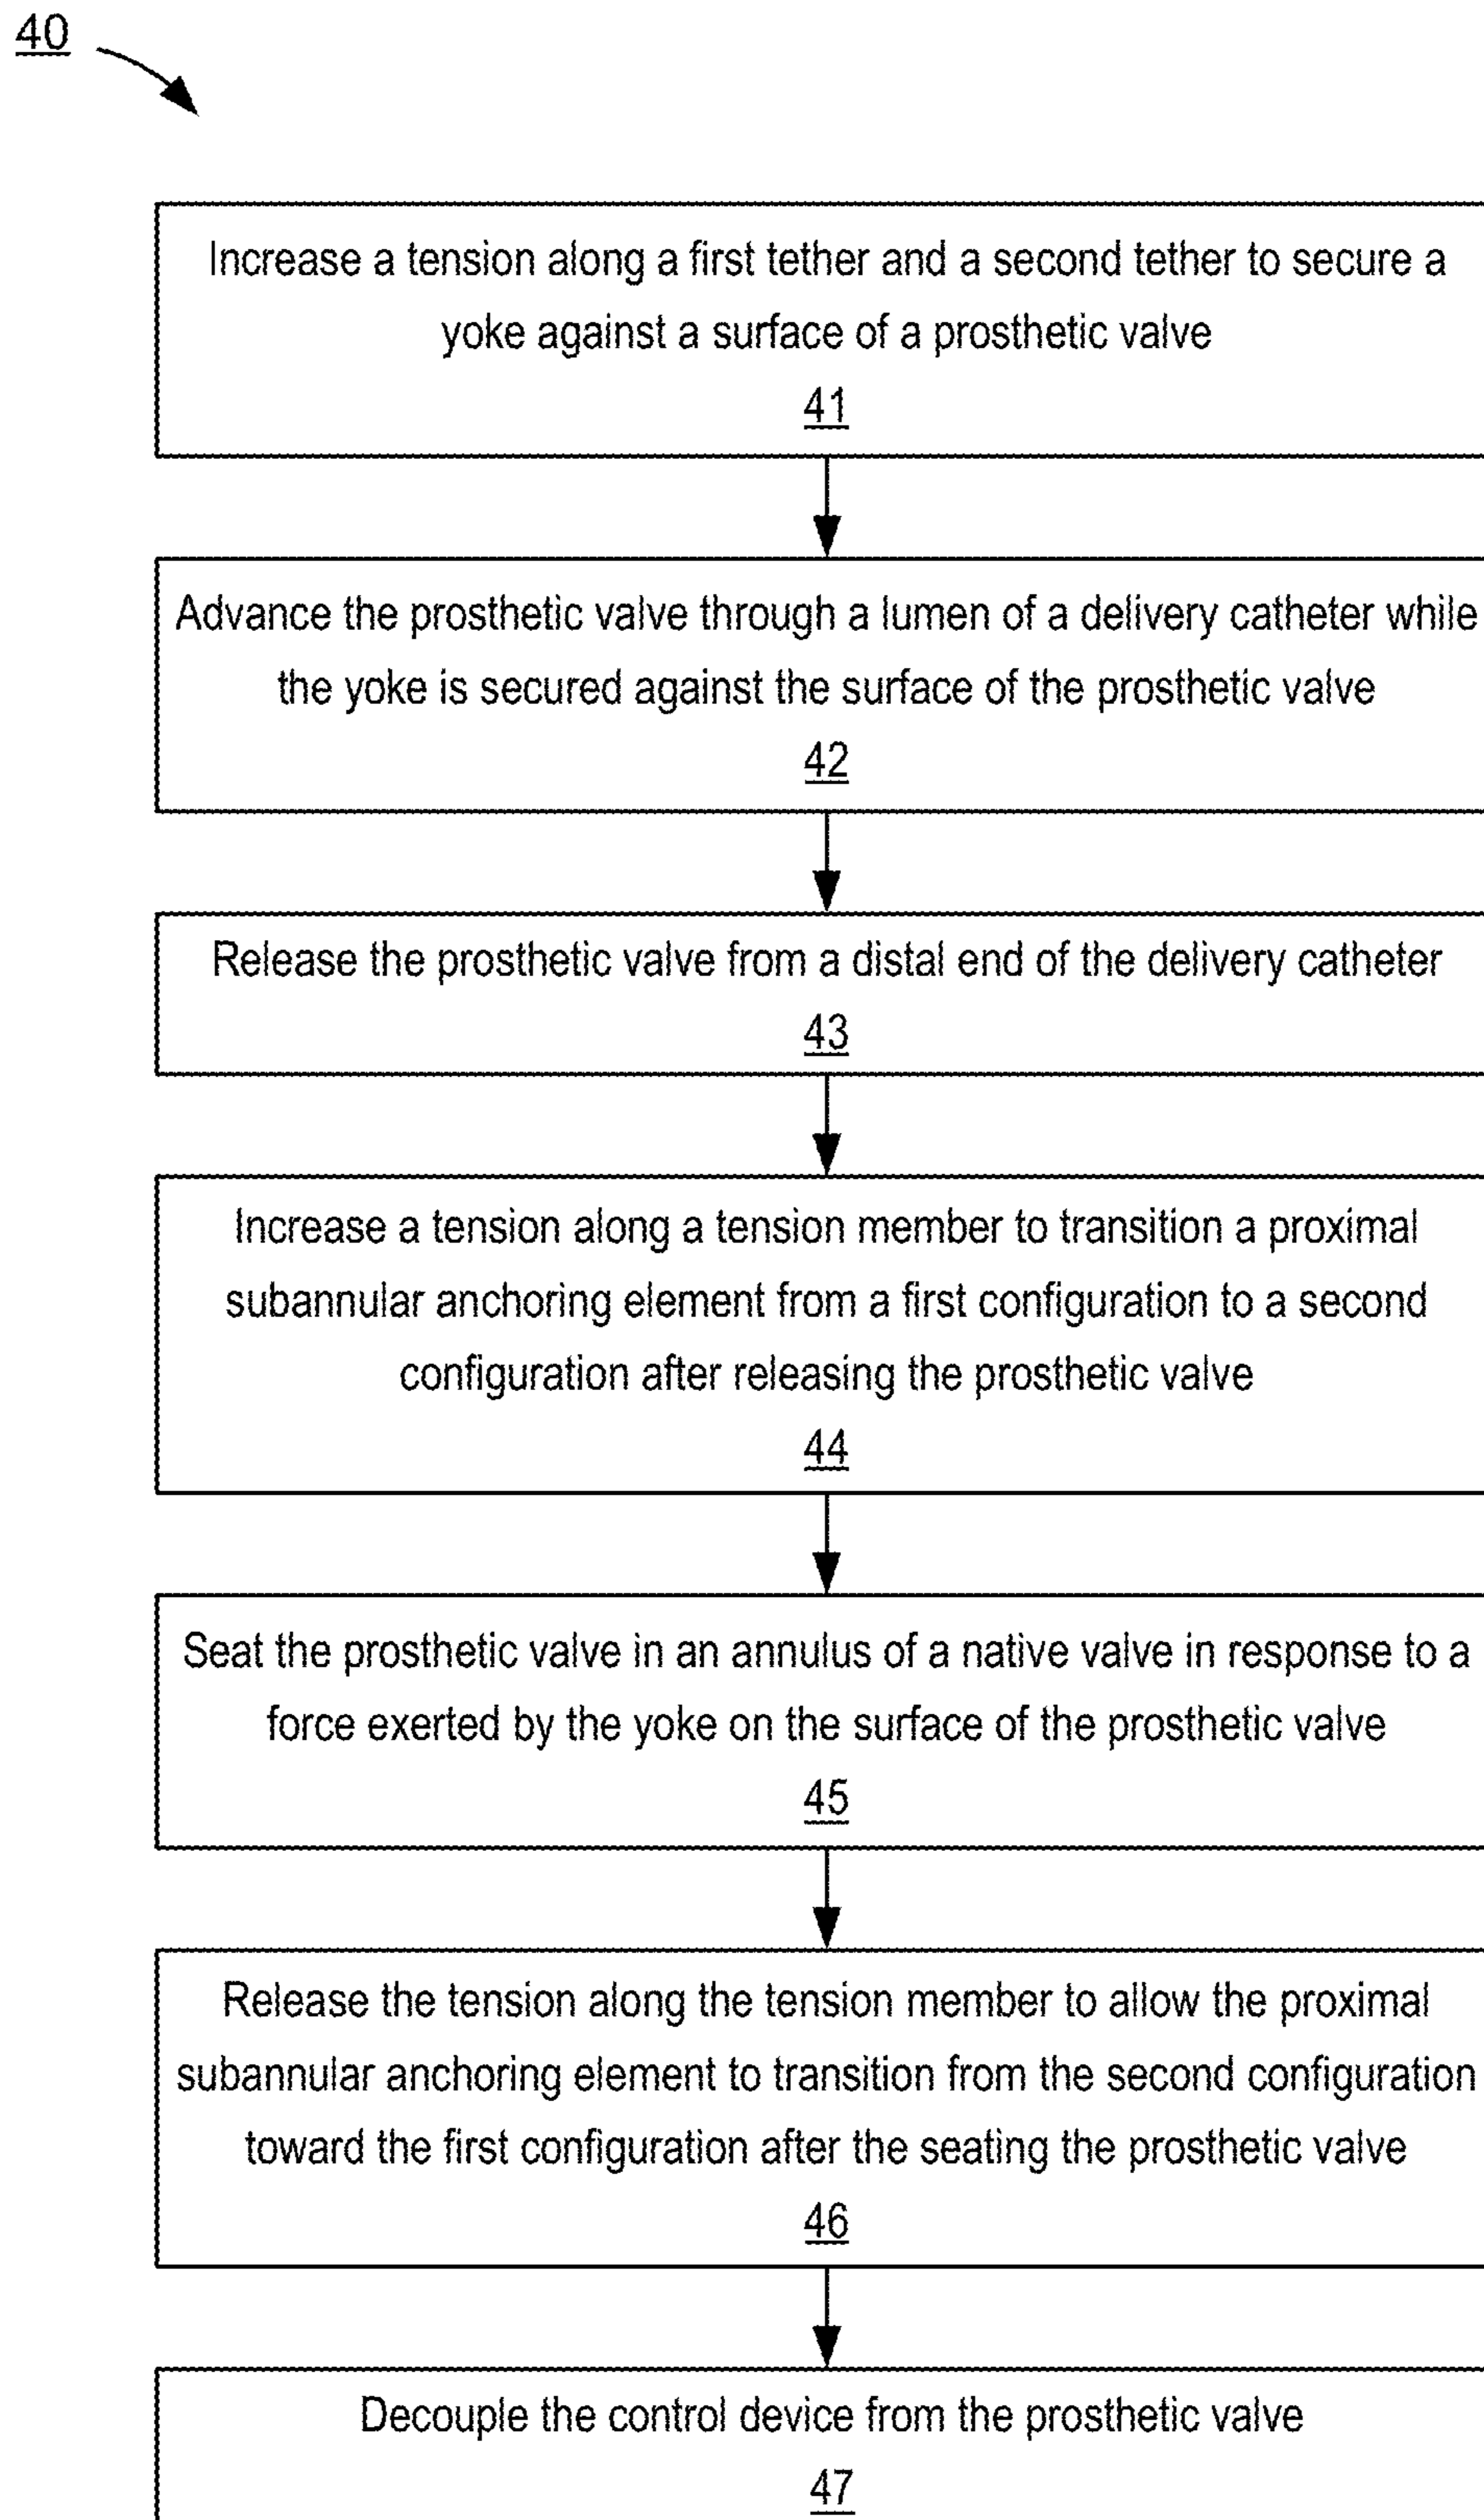 40
Increase a tension along a first tether and a second tether to secure a
yoke against a surface of a prosthetic valve
41
Advance the prosthetic valve through a lumen of a delivery catheter while
the yoke is secured against the surface of the prosthetic valve
42
Release the prosthetic valve from a distal end of the delivery catheter
43
Increase a tension along a tension member to transition a proximal
subannular anchoring element from a first configuration to a second
configuration after releasing the prosthetic valve
44
Seat the prosthetic valve in an annulus of a native valve in response to a
force exerted by the yoke on the surface of the prosthetic valve
45
Release the tension along the tension member to allow the proximal
subannular anchoring element to transition from the second configuration
toward the first configuration after the seating the prosthetic valve
46
Decouple the control device from the prosthetic valve
47